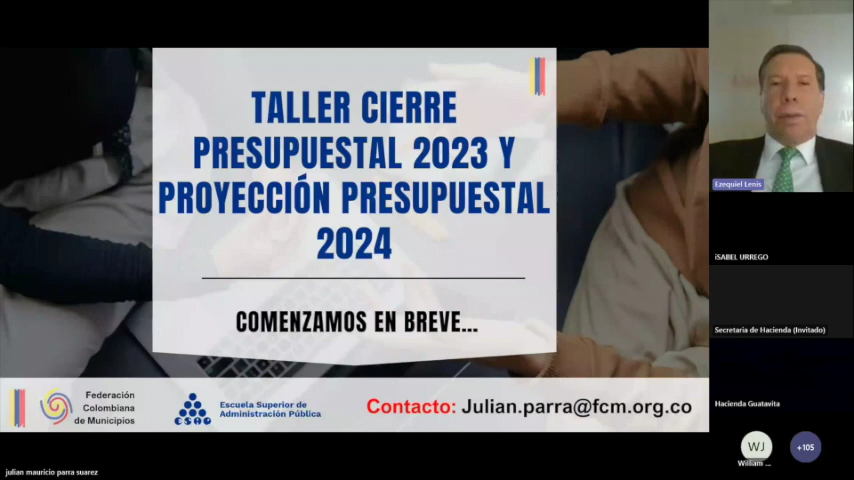 TALLER CIERRE
PRESUPUESTAL 2023 Y
PROYECCIÓN PRESUPUESTAL
2024
COMENZAMOS EN BREVE...
Federación
Colombiana
de Municipios
ESAP
Escuela Superior de
Administración Pública
Contacto: Julian.parra@fcm.org.co
julian mauricio parra suarez
Ezequiel Lenis
iSABEL URREGO
Secretaria de Hacienda (Invitado)
Hacienda Guatavita
WJ
William ...
+105